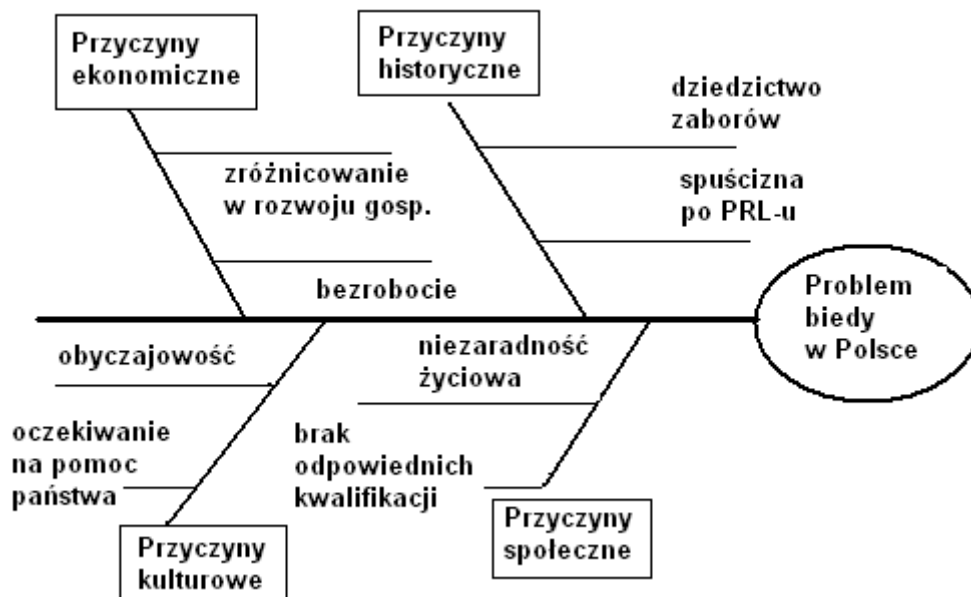 Przyczyny
ekonomiczne
Przyczyny
historyczne
dziedzictwo
zaborów
zróżnicowanie
w rozwoju gosp.
spuścizna
po PRL-u
bezrobocie
Problem
biedy
w Polsce
obyczajowość
niezaradność
życiowa
oczekiwanie
na pomoc
państwa
brak
odpowiednich
kwalifikacji
Przyczyny
kulturowe
Przyczyny
społeczne